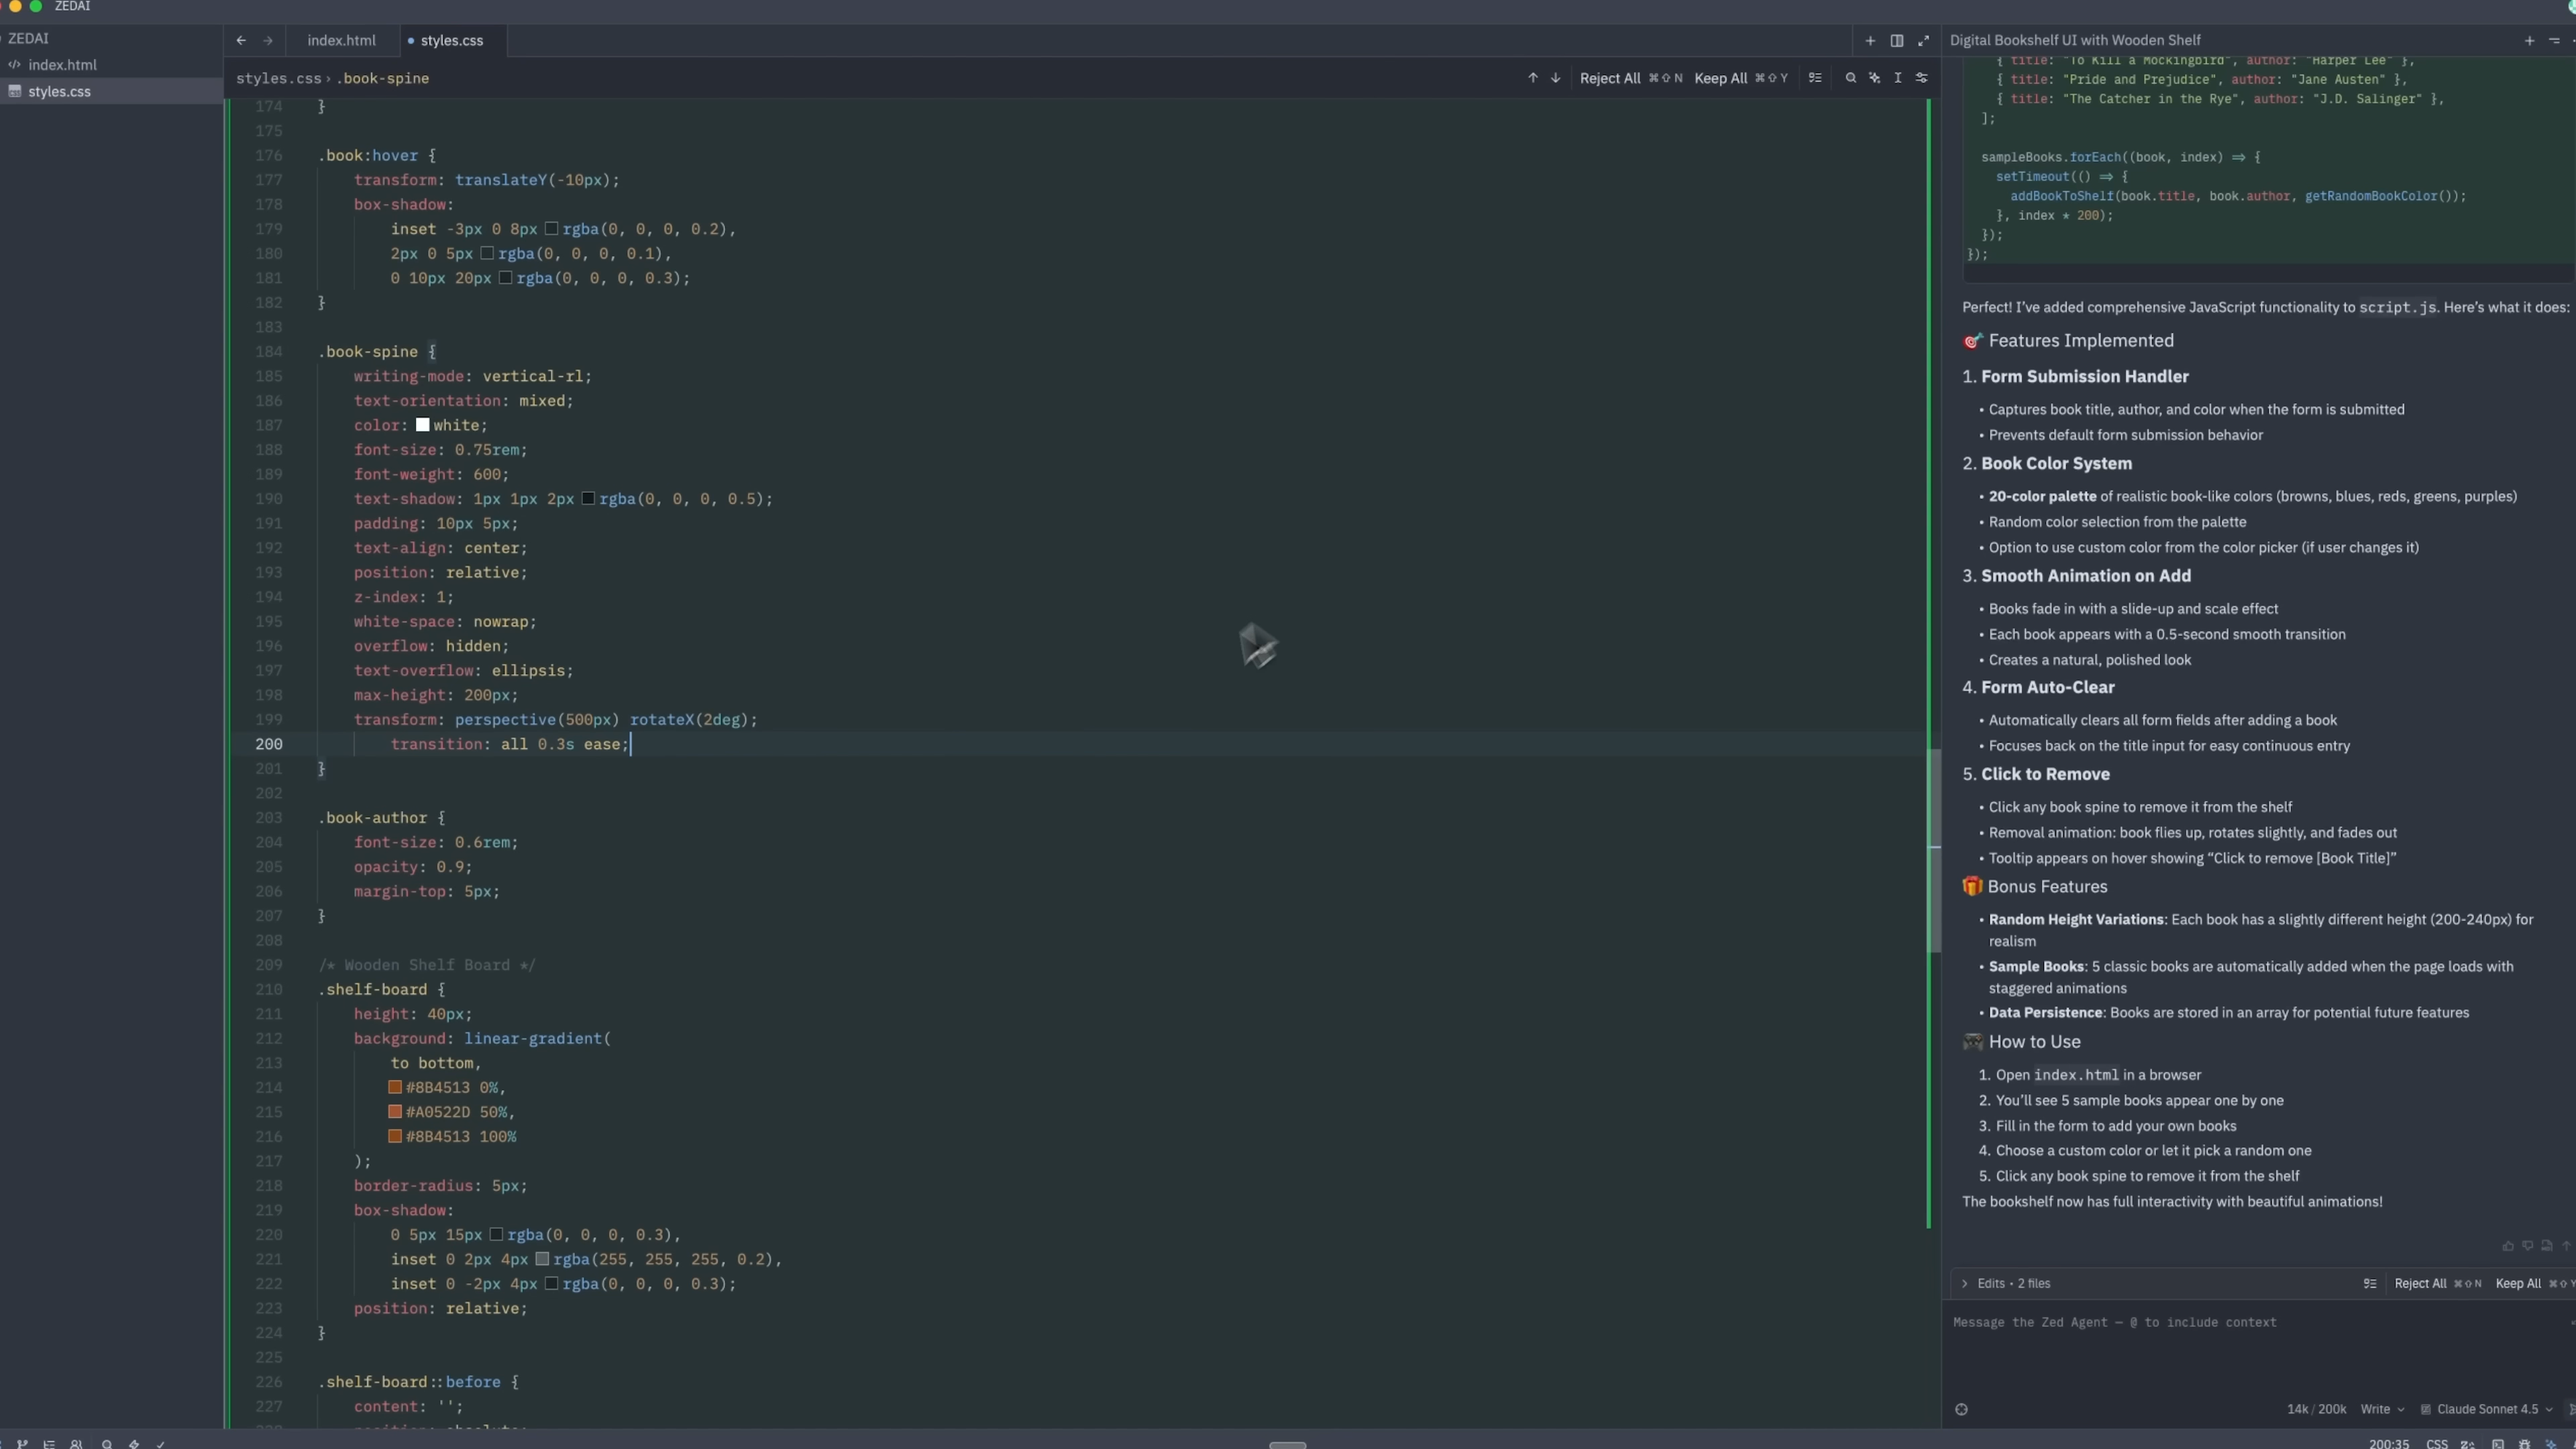 ZEDAI
ZEDAI
index.html
styles.css
index.html
styles.css
styles.css › .book-spine
Reject All ⌘⇧N Keep All ⌘⇧Y
174 }
175
176 .book:hover {
177 transform: translateY(-10px);
178 box-shadow:
179 inset -3px 0 8px rgba(0, 0, 0, 0.2),
180 2px 0 5px rgba(0, 0, 0, 0.1),
181 0 10px 20px rgba(0, 0, 0, 0.3);
182 }
183
184 .book-spine {
185 writing-mode: vertical-rl;
186 text-orientation: mixed;
187 color: white;
188 font-size: 0.75rem;
189 font-weight: 600;
190 text-shadow: 1px 1px 2px rgba(0, 0, 0, 0.5);
191 padding: 10px 5px;
192 text-align: center;
193 position: relative;
194 z-index: 1;
195 white-space: nowrap;
196 overflow: hidden;
197 text-overflow: ellipsis;
198 max-height: 200px;
199 transform: perspective(500px) rotateX(2deg);
200 transition: all 0.3s ease;
201 }
202
203 .book-author {
204 font-size: 0.6rem;
205 opacity: 0.9;
206 margin-top: 5px;
207 }
208
209 /* Wooden Shelf Board */
210 .shelf-board {
211 height: 40px;
212 background: linear-gradient(
213 to bottom,
214 #8B4513 0%,
215 #A0522D 50%,
216 #8B4513 100%
217 );
218 border-radius: 5px;
219 box-shadow:
220 0 5px 15px rgba(0, 0, 0, 0.3),
221 inset 0 2px 4px rgba(255, 255, 255, 0.2),
222 inset 0 -2px 4px rgba(0, 0, 0, 0.3);
223 position: relative;
224 }
225
226 .shelf-board::before {
227 content: '';
Digital Bookshelf UI with Wooden Shelf
{ title: "To Kill a Mockingbird", author: "Harper Lee" },
{ title: "Pride and Prejudice", author: "Jane Austen" },
{ title: "The Catcher in the Rye", author: "J.D. Salinger" },
];
sampleBooks.forEach((book, index) => {
setTimeout(() => {
addBookToShelf(book.title, book.author, getRandomBookColor());
}, index * 200);
});
});
Perfect! I've added comprehensive JavaScript functionality to script.js. Here's what it does:
🎯 Features Implemented
1. Form Submission Handler
• Captures book title, author, and color when the form is submitted
• Prevents default form submission behavior
2. Book Color System
• 20-color palette of realistic book-like colors (browns, blues, reds, greens, purples)
• Random color selection from the palette
• Option to use custom color from the color picker (if user changes it)
3. Smooth Animation on Add
• Books fade in with a slide-up and scale effect
• Each book appears with a 0.5-second smooth transition
• Creates a natural, polished look
4. Form Auto-Clear
• Automatically clears all form fields after adding a book
• Focuses back on the title input for easy continuous entry
5. Click to Remove
• Click any book spine to remove it from the shelf
• Removal animation: book flies up, rotates slightly, and fades out
• Tooltip appears on hover showing “Click to remove [Book Title]”
🎁 Bonus Features
• Random Height Variations: Each book has a slightly different height (200-240px) for
realism
• Sample Books: 5 classic books are automatically added when the page loads with
staggered animations
• Data Persistence: Books are stored in an array for potential future features
🎮 How to Use
1. Open index.html in a browser
2. You'll see 5 sample books appear one by one
3. Fill in the form to add your own books
4. Choose a custom color or let it pick a random one
5. Click any book spine to remove it from the shelf
The bookshelf now has full interactivity with beautiful animations!
Edits • 2 files
Reject All ⌘⇧N Keep All ⌘⇧Y
Message the Zed Agent — @ to include context
14k / 200k Write Claude Sonnet 4.5
200:35 CSS